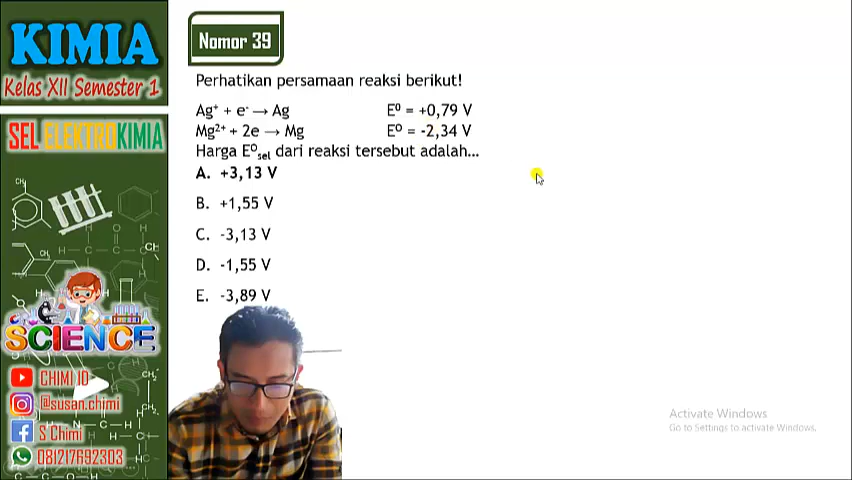 KIMIA
Kelas XII Semester 1
SEL ELEKTROKIMIA
SCIENCE
CHIMI ID
@susan.chimi
S Chimi
081217692303
Nomor 39
Perhatikan persamaan reaksi berikut!
Ag⁺ + e⁻ → Ag E⁰ = +0,79 V
Mg²⁺ + 2e → Mg E⁰ = -2,34 V
Harga E⁰sel dari reaksi tersebut adalah...
A. +3,13 V
B. +1,55 V
C. -3,13 V
D. -1,55 V
E. -3,89 V
Activate Windows
Go to Settings to activate Windows.